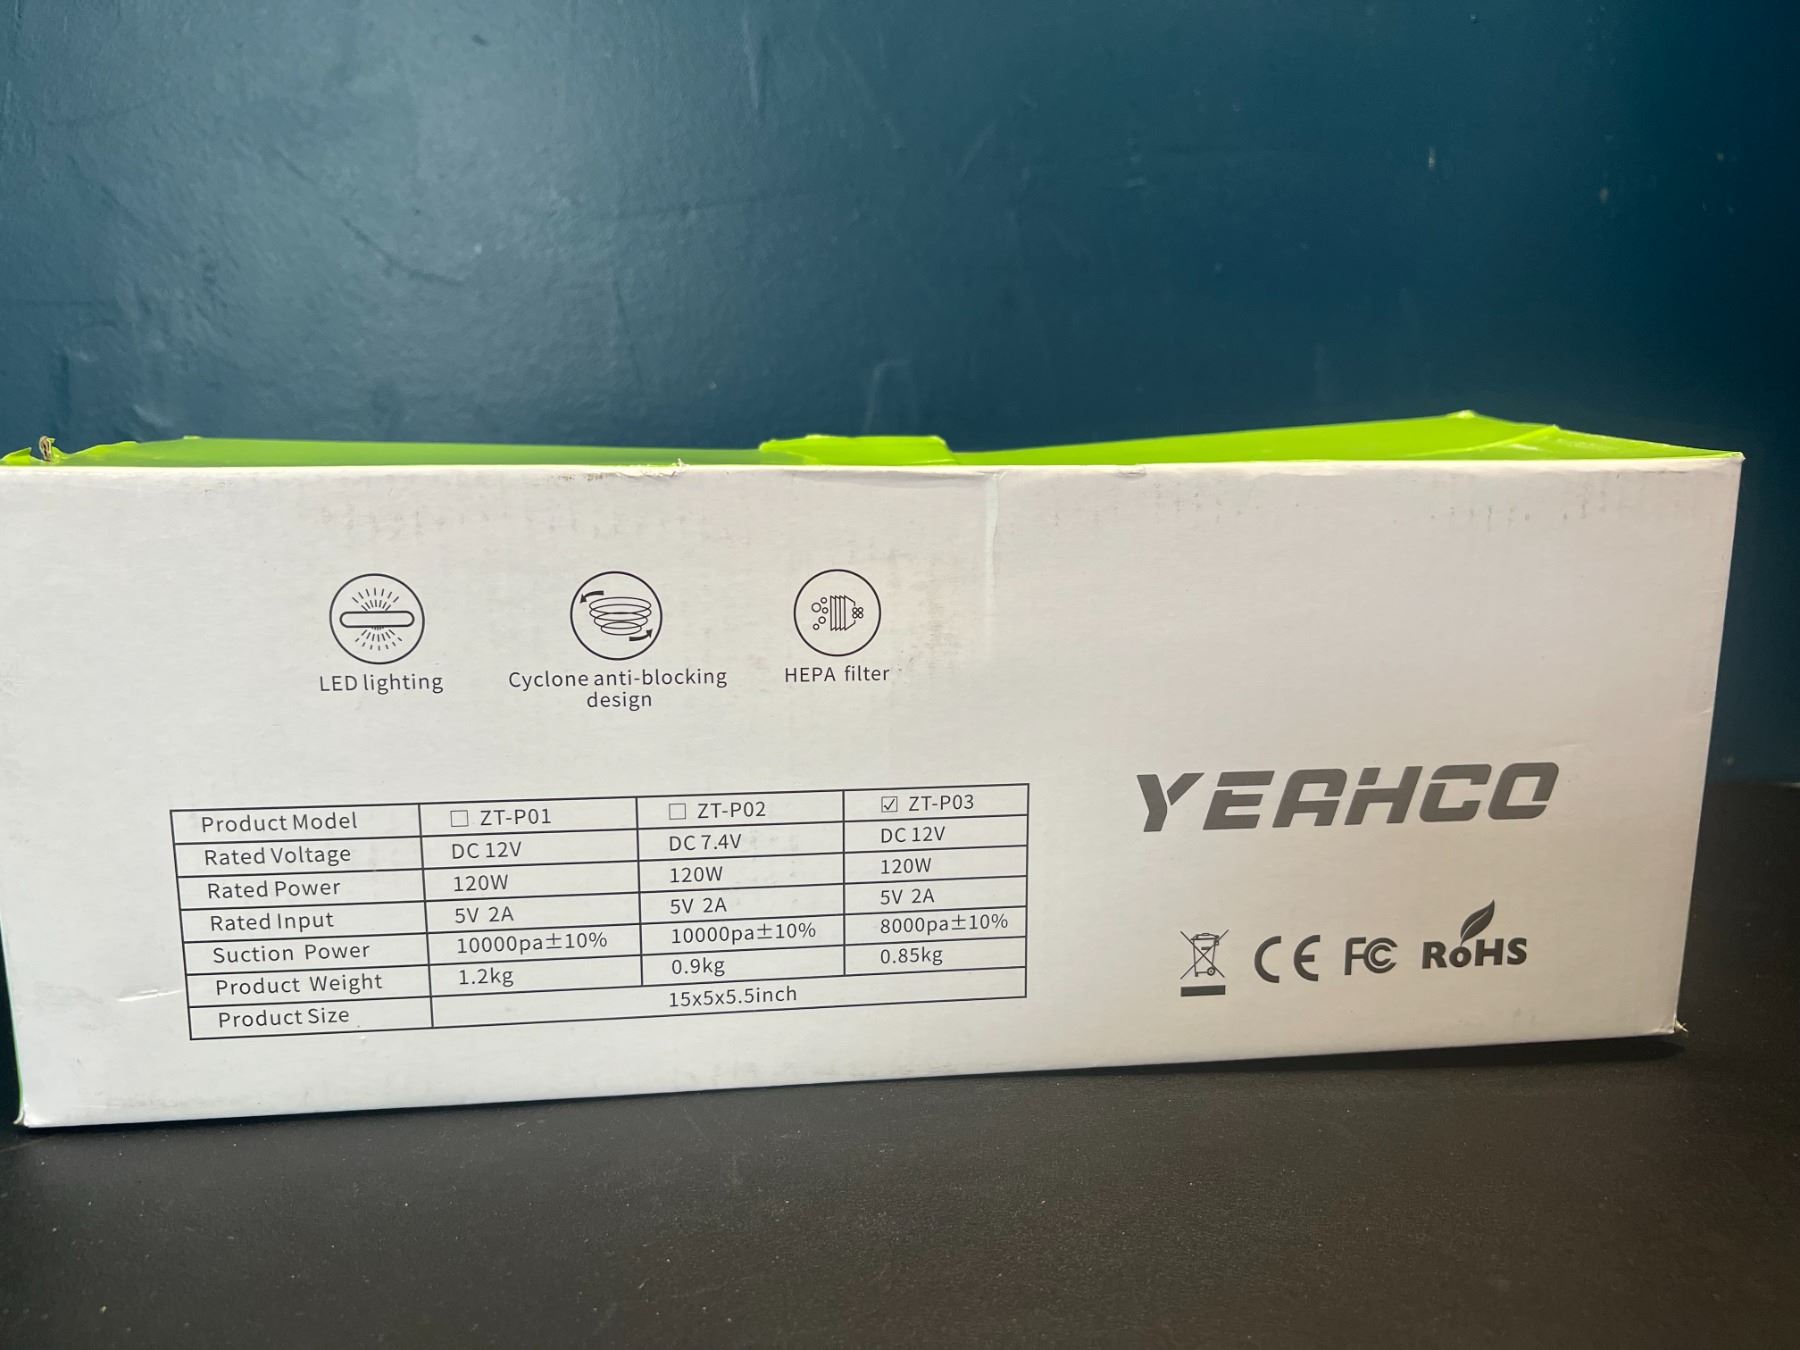 LED lighting
Cyclone anti-blocking
design
HEPA filter
YEAHCO
Product Model ☐ ZT-P01 ☐ ZT-P02 ☑ ZT-P03
Rated Voltage DC 12V DC 7.4V DC 12V
Rated Power 120W 120W 120W
Rated Input 5V 2A 5V 2A 5V 2A
Suction Power 10000pa±10% 10000pa±10% 8000pa±10%
Product Weight 1.2kg 0.9kg 0.85kg
Product Size 15x5x5.5inch
CE FC RoHS